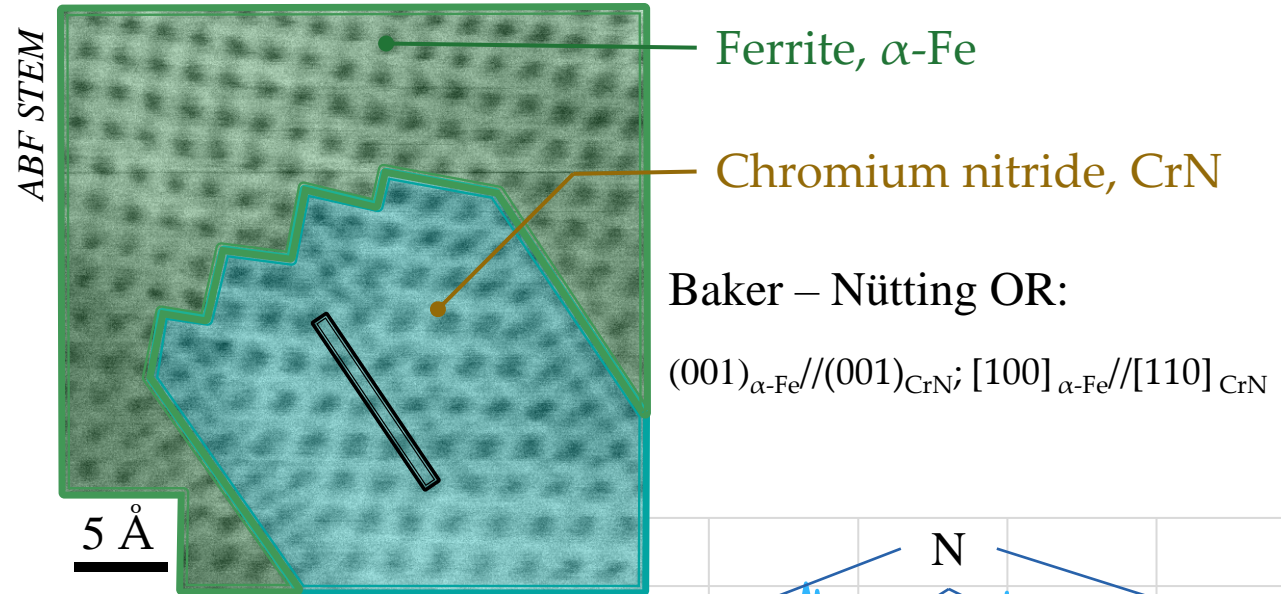 ABF STEM
Ferrite, α-Fe
Chromium nitride, CrN
Baker – Nütting OR:
(001)α-Fe//(001)CrN; [100] α-Fe//[110] CrN
5 Å
N